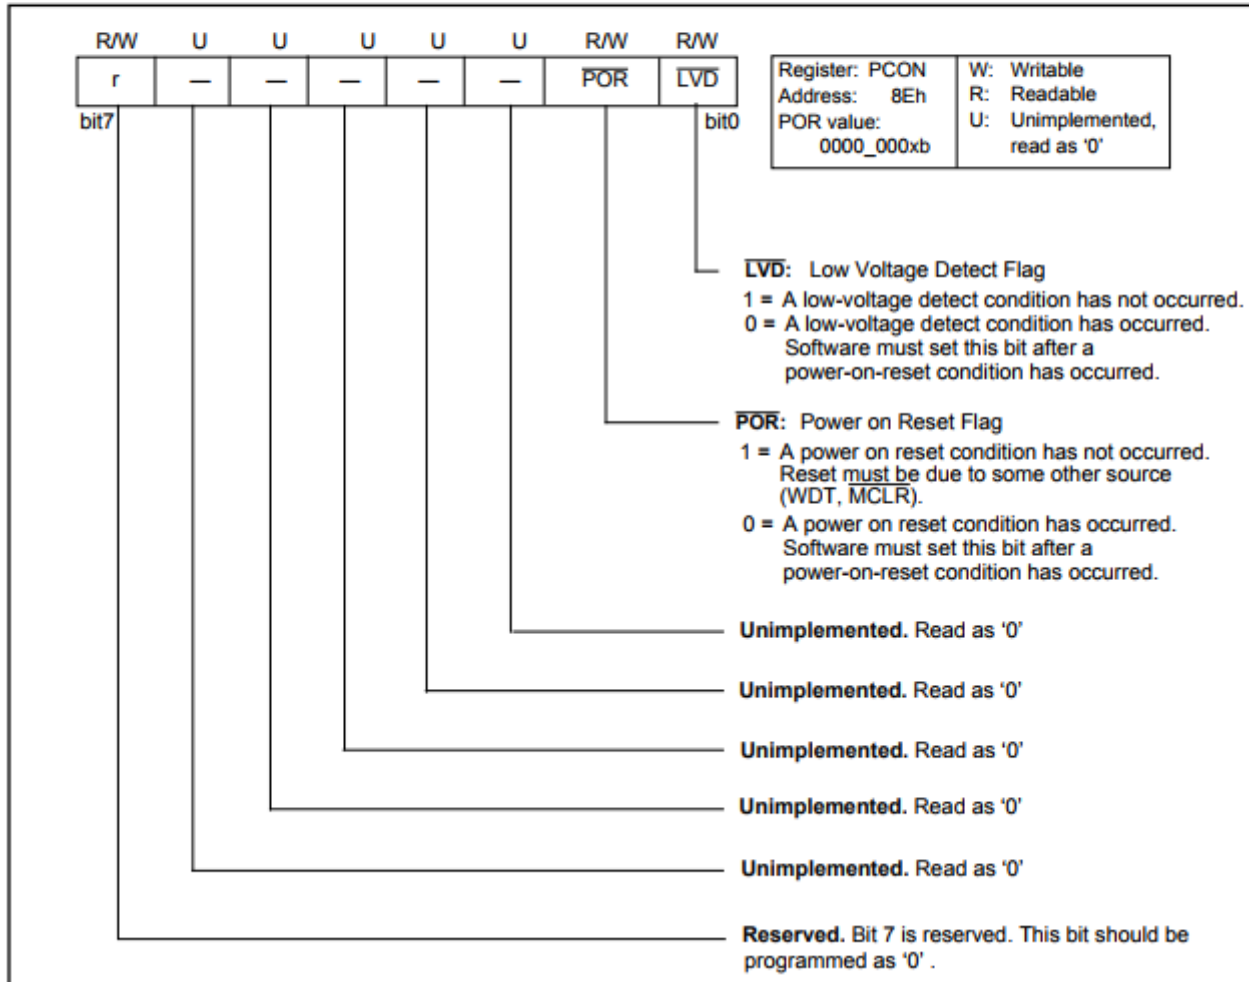 R/W U U U U U R/W R/W
r — — — — — P̅O̅R̅ L̅V̅D̅
bit7 bit0
Register: PCON
Address: 8Eh
POR value:
0000_000xb
W: Writable
R: Readable
U: Unimplemented,
read as ‘0’
L̅V̅D̅: Low Voltage Detect Flag
1 = A low-voltage detect condition has not occurred.
0 = A low-voltage detect condition has occurred.
Software must set this bit after a
power-on-reset condition has occurred.
P̅O̅R̅: Power on Reset Flag
1 = A power on reset condition has not occurred.
Reset must be due to some other source
(WDT, M̅C̅L̅R̅).
0 = A power on reset condition has occurred.
Software must set this bit after a
power-on-reset condition has occurred.
Unimplemented. Read as ‘0’
Unimplemented. Read as ‘0’
Unimplemented. Read as ‘0’
Unimplemented. Read as ‘0’
Unimplemented. Read as ‘0’
Reserved. Bit 7 is reserved. This bit should be
programmed as ‘0’ .